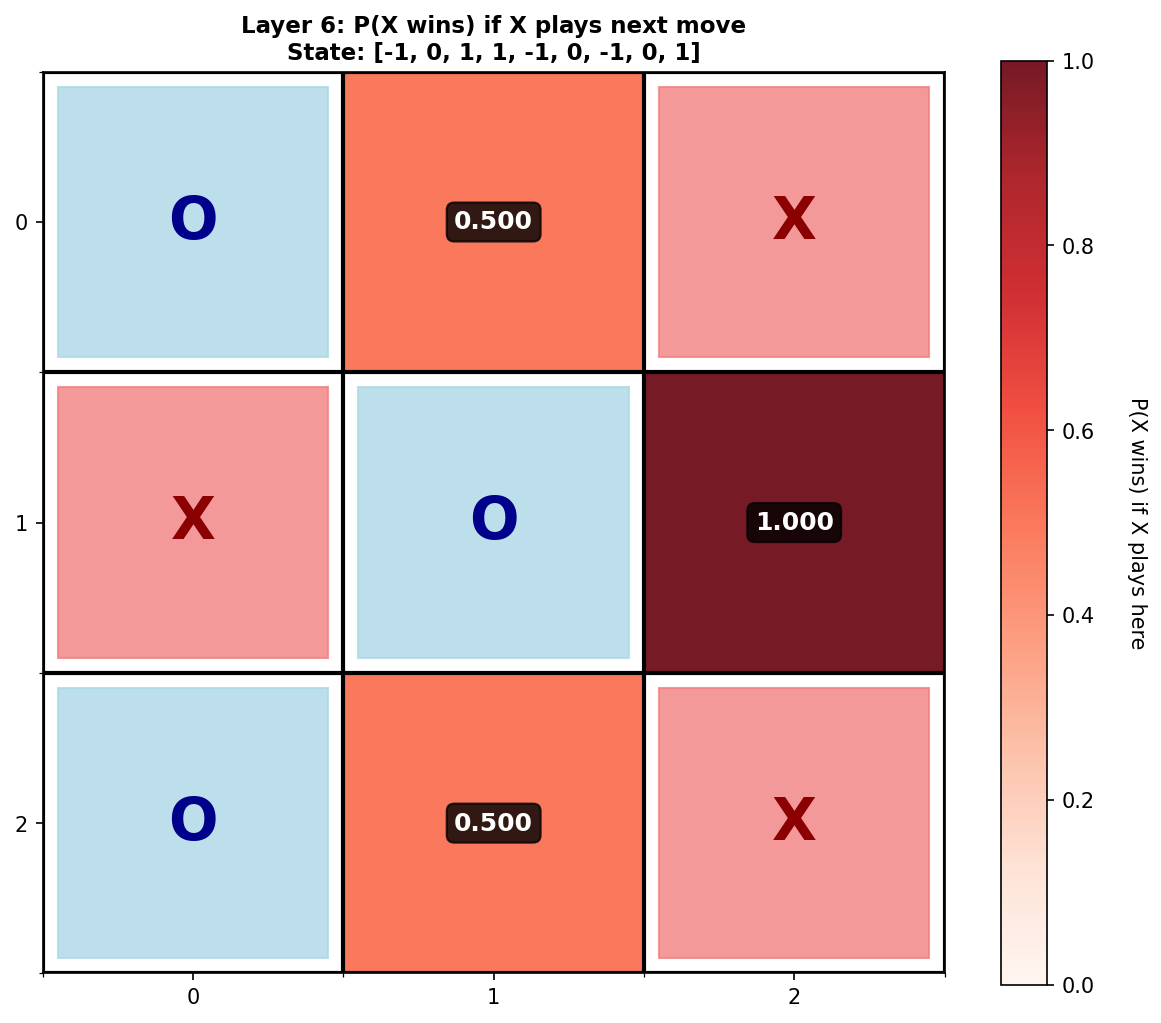 Layer 6: P(X wins) if X plays next move
State: [-1, 0, 1, 1, -1, 0, -1, 0, 1]
0
O
0.500
X
1
X
O
1.000
2
O
0.500
X
0
1
2
1.0
0.8
0.6
0.4
0.2
0.0
P(X wins) if X plays here